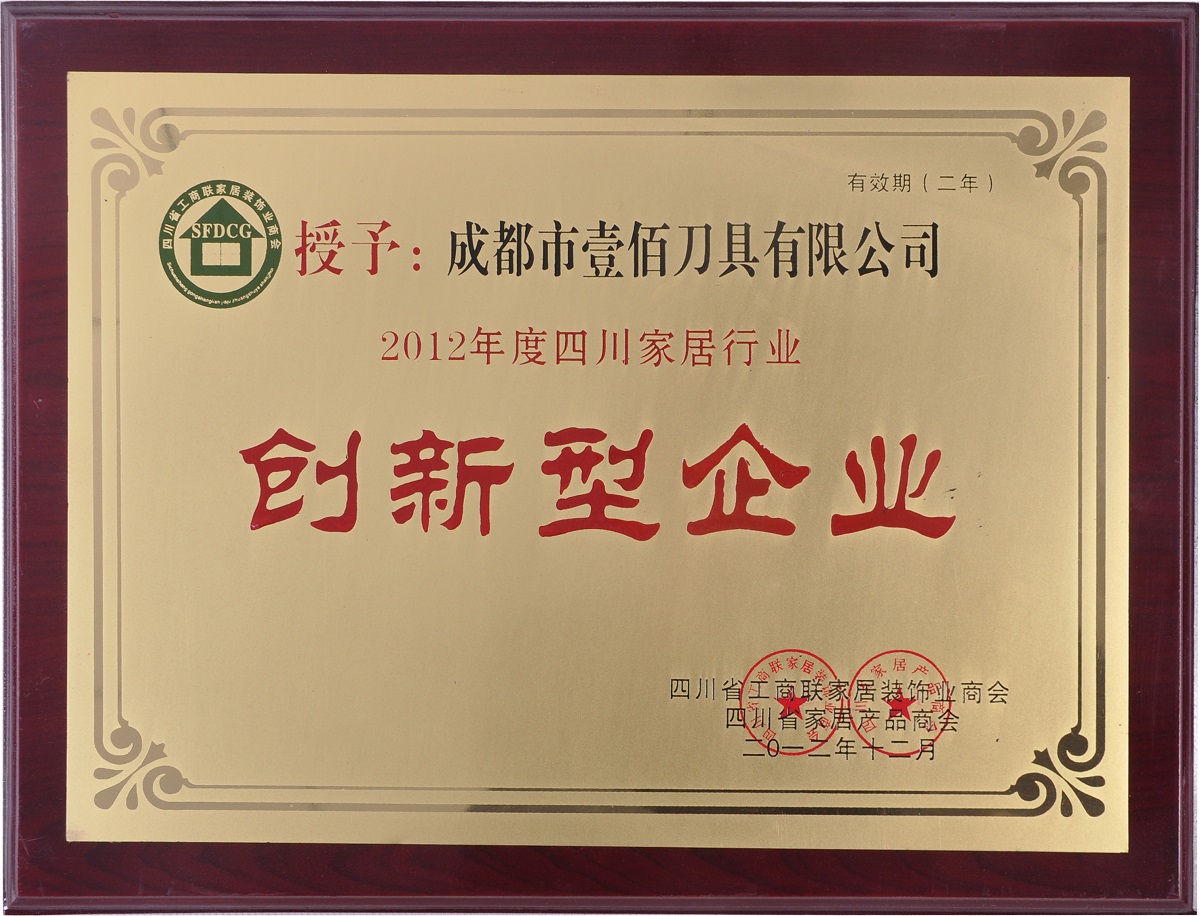 有效期（二年）
四川省工商联家居装饰业商会
SFDCG
授予：成都市壹佰刀具有限公司
2012年度四川家居行业
创新型企业
四川省工商联家居装饰业商会
四川省家居产品商会
二0一二年十二月